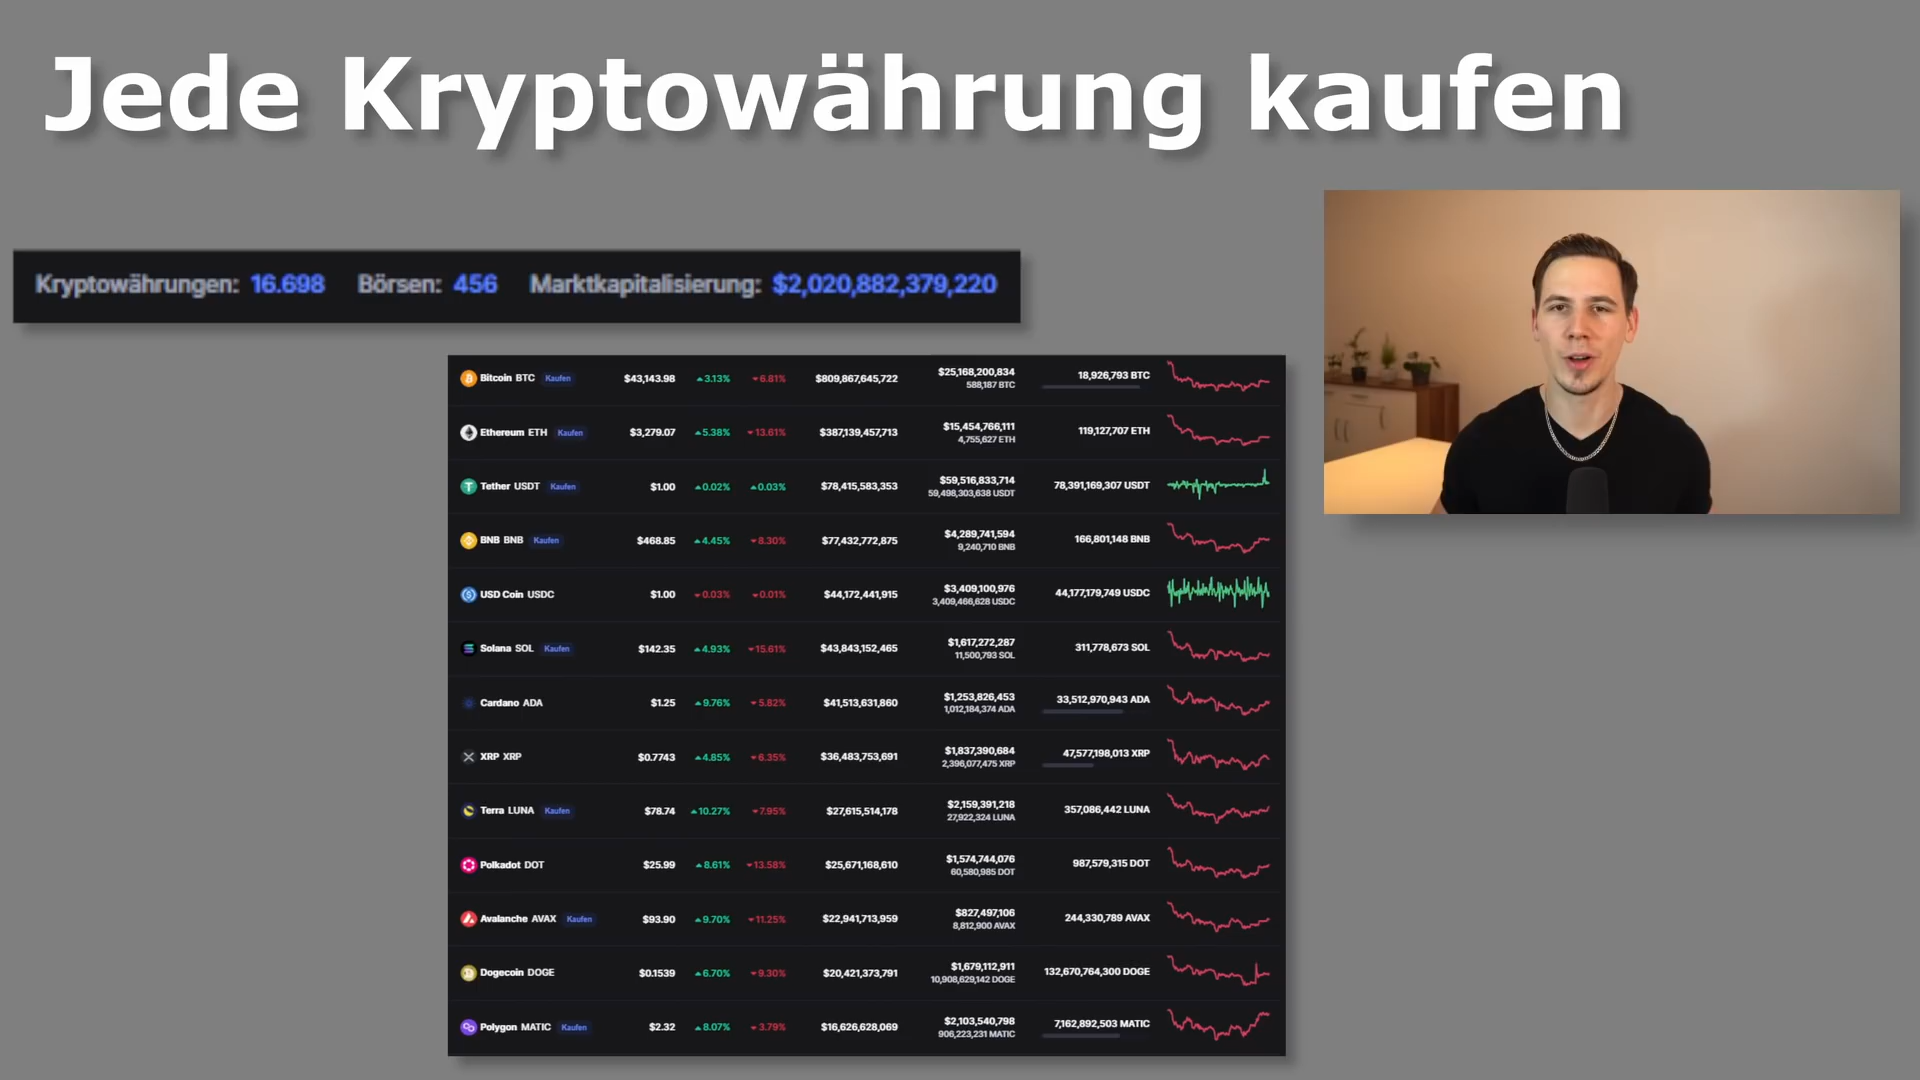 Jede Kryptowährung kaufen
Kryptowährungen: 16.698 Börsen: 456 Marktkapitalisierung: $2,020,882,379,220
Bitcoin BTC Kaufen $43,143.98 3.13% 6.81% $809,867,645,722 $25,168,200,834 18,926,793 BTC
588,187 BTC
Ethereum ETH Kaufen $3,279.07 5.38% 13.61% $387,139,457,713 $15,454,766,111 119,127,707 ETH
4,755,627 ETH
Tether USDT Kaufen $1.00 0.02% 0.03% $78,415,583,353 $59,516,833,714 78,391,169,307 USDT
59,498,303,638 USDT
BNB BNB Kaufen $468.85 4.45% 8.30% $77,432,772,875 $4,289,741,594 166,801,148 BNB
9,240,710 BNB
USD Coin USDC $1.00 0.03% 0.01% $44,172,441,915 $3,409,100,976 44,177,179,749 USDC
3,409,466,628 USDC
Solana SOL Kaufen $142.35 4.93% 15.61% $43,843,152,465 $1,617,272,287 311,778,673 SOL
11,500,793 SOL
Cardano ADA $1.25 9.76% 5.82% $41,513,631,860 $1,253,826,453 33,512,970,943 ADA
1,012,184,374 ADA
XRP XRP $0.7743 4.85% 6.35% $36,483,753,691 $1,837,390,684 47,577,198,013 XRP
2,396,077,475 XRP
Terra LUNA Kaufen $78.74 10.27% 7.95% $27,615,514,178 $2,159,391,218 357,086,442 LUNA
27,922,324 LUNA
Polkadot DOT $25.99 8.61% 13.58% $25,671,168,610 $1,574,744,076 987,579,315 DOT
60,580,985 DOT
Avalanche AVAX Kaufen $93.90 9.70% 11.25% $22,941,713,959 $827,497,106 244,330,789 AVAX
8,812,900 AVAX
Dogecoin DOGE $0.1539 6.70% 9.30% $20,421,373,791 $1,679,112,911 132,670,764,300 DOGE
10,908,629,142 DOGE
Polygon MATIC Kaufen $2.32 8.07% 3.79% $16,626,628,069 $2,103,540,798 7,162,892,503 MATIC
906,223,231 MATIC